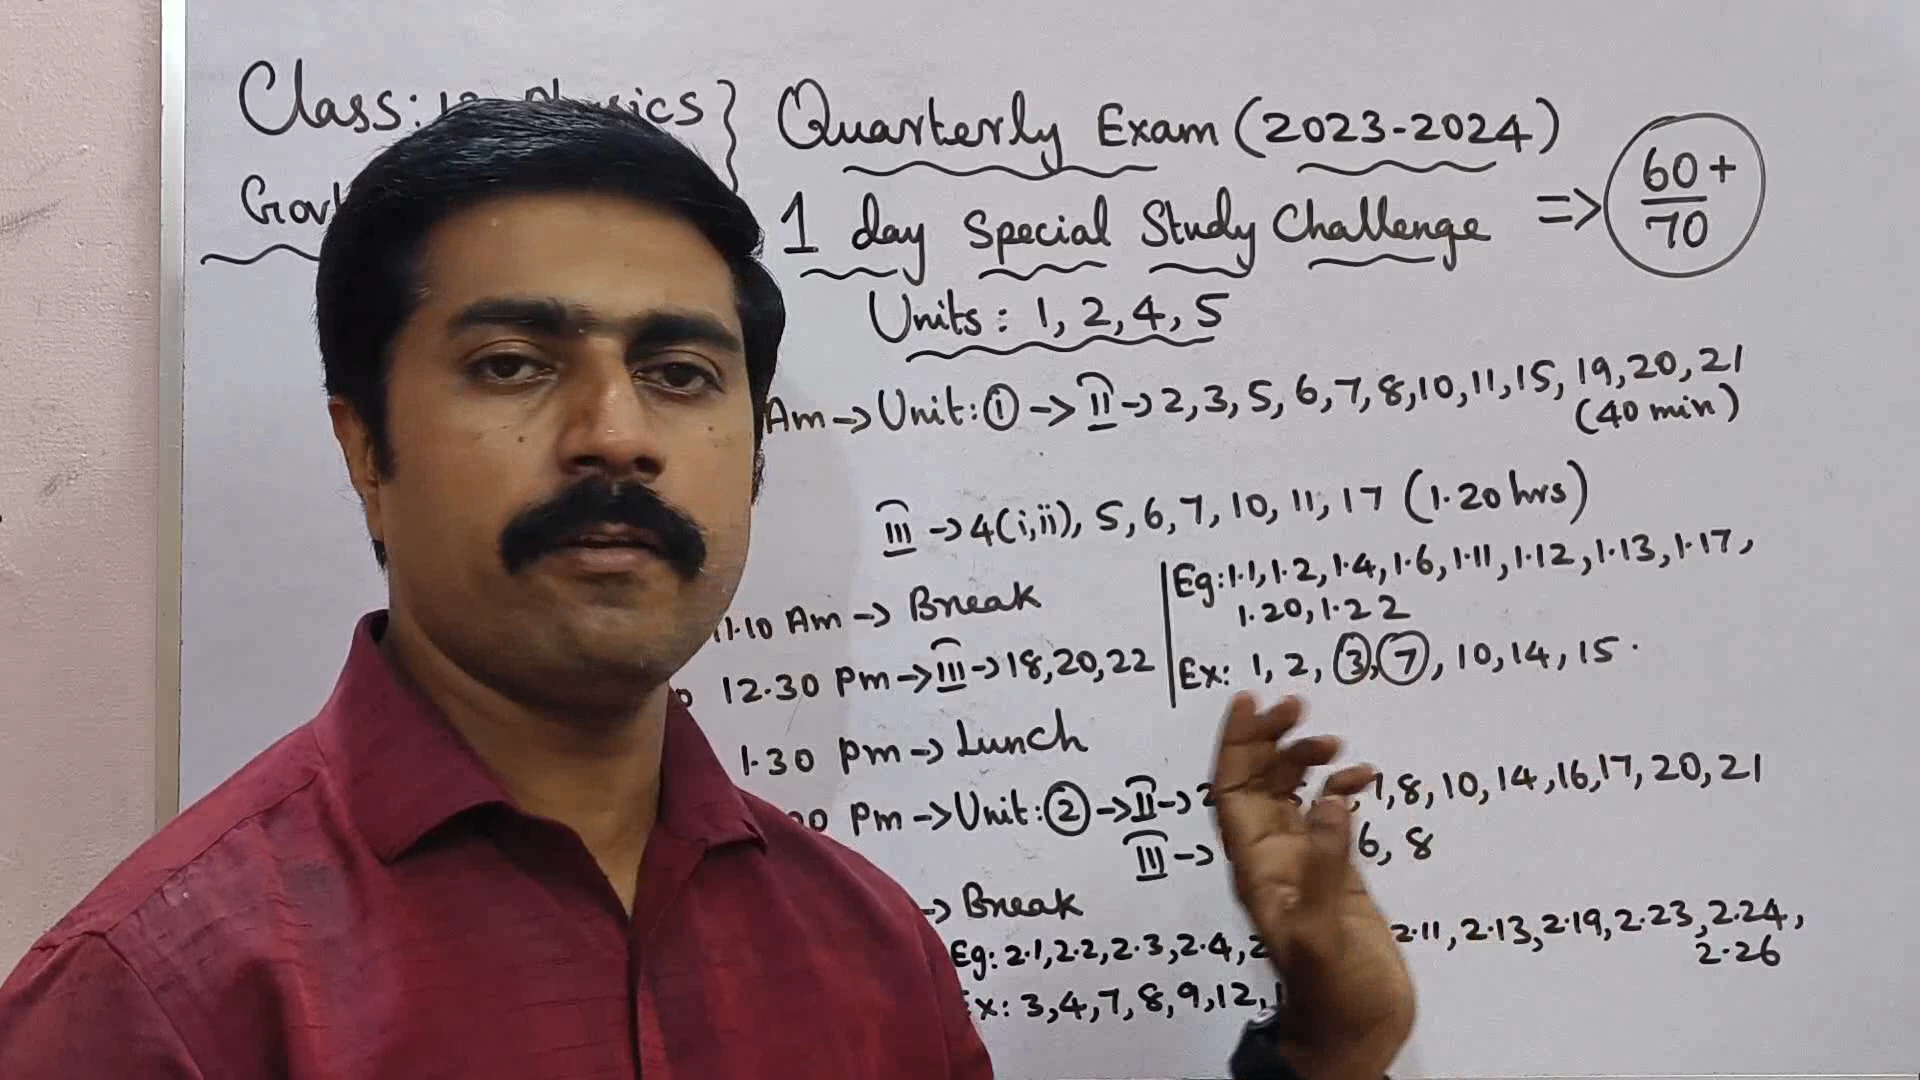 Class: 12 Physics } Quarterly Exam (2023-2024)
1 day Special Study Challenge => 60+/70
Units: 1, 2, 4, 5
Am -> Unit: ① -> II -> 2, 3, 5, 6, 7, 8, 10, 11, 15, 19, 20, 21
(40 min)
III -> 4(i,ii), 5, 6, 7, 10, 11, 17 (1.20 hrs)
11.10 Am -> Break
Eg: 1.1, 1.2, 1.4, 1.6, 1.11, 1.12, 1.13, 1.17,
1.20, 1.22
12.30 Pm -> III -> 18, 20, 22
Ex: 1, 2, ③, ⑦, 10, 14, 15.
1.30 Pm -> Lunch
Pm -> Unit: ② -> II -> 2 7, 8, 10, 14, 16, 17, 20, 21
III -> 6, 8
-> Break
Eg: 2.1, 2.2, 2.3, 2.4, 2.11, 2.13, 2.19, 2.23, 2.24,
2.26
Ex: 3, 4, 7, 8, 9, 12,